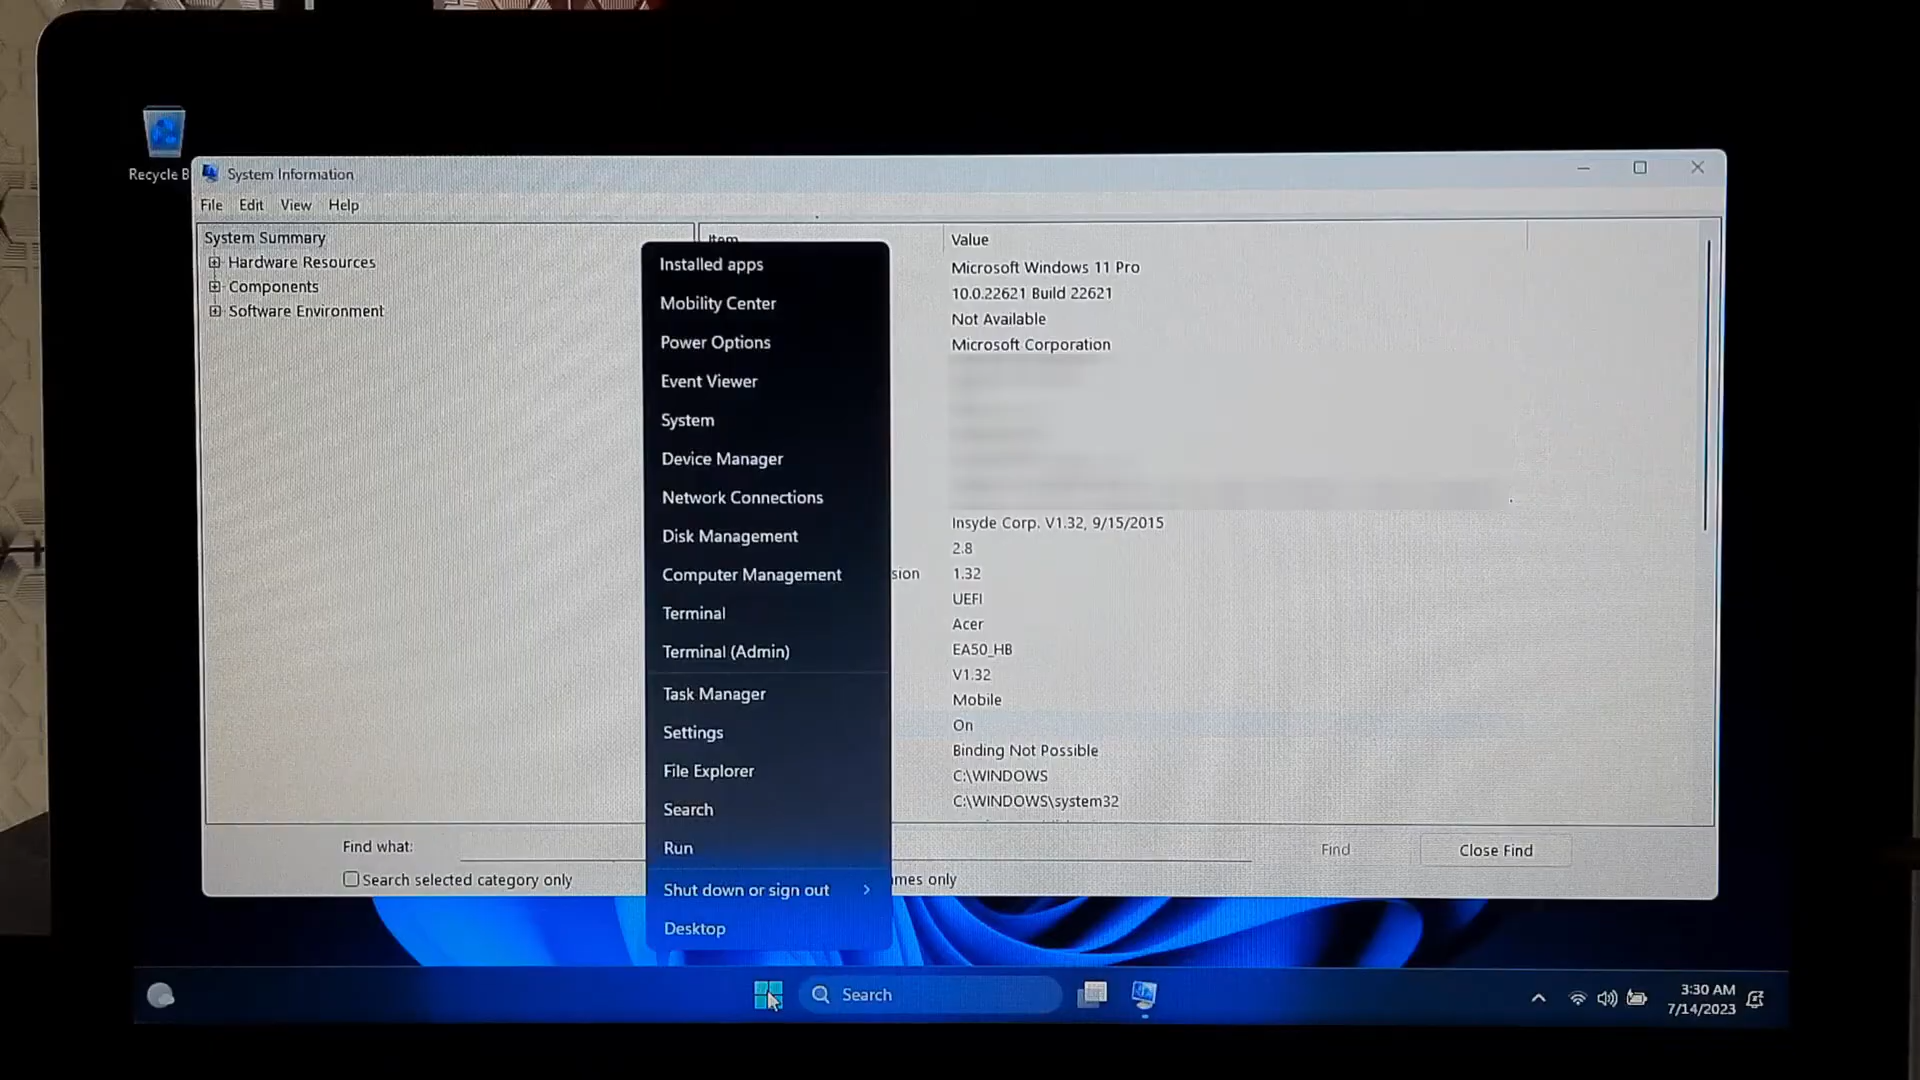 Recycle B
System Information
File Edit View Help
System Summary
Hardware Resources
Components
Software Environment
Item Value
Microsoft Windows 11 Pro
10.0.22621 Build 22621
Not Available
Microsoft Corporation
Insyde Corp. V1.32, 9/15/2015
2.8
sion 1.32
UEFI
Acer
EA50_HB
V1.32
Mobile
On
Binding Not Possible
C:\WINDOWS
C:\WINDOWS\system32
Installed apps
Mobility Center
Power Options
Event Viewer
System
Device Manager
Network Connections
Disk Management
Computer Management
Terminal
Terminal (Admin)
Task Manager
Settings
File Explorer
Search
Run
Shut down or sign out
Desktop
Find what: Find Close Find
Search selected category only mes only
Search
3:30 AM
7/14/2023